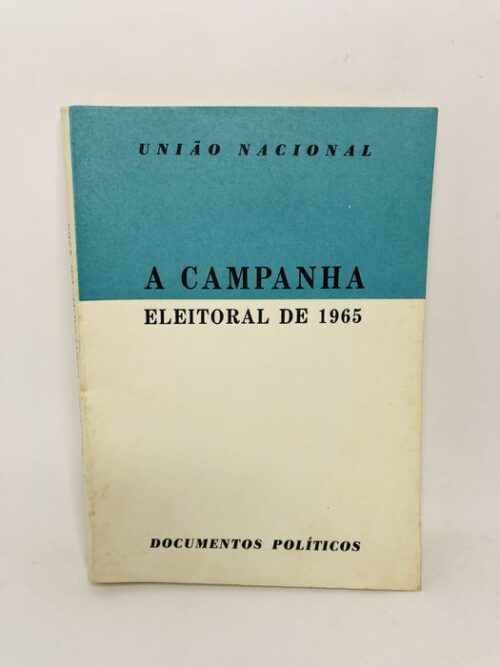 UNIÃO NACIONAL
A CAMPANHA
ELEITORAL DE 1965
DOCUMENTOS POLÍTICOS